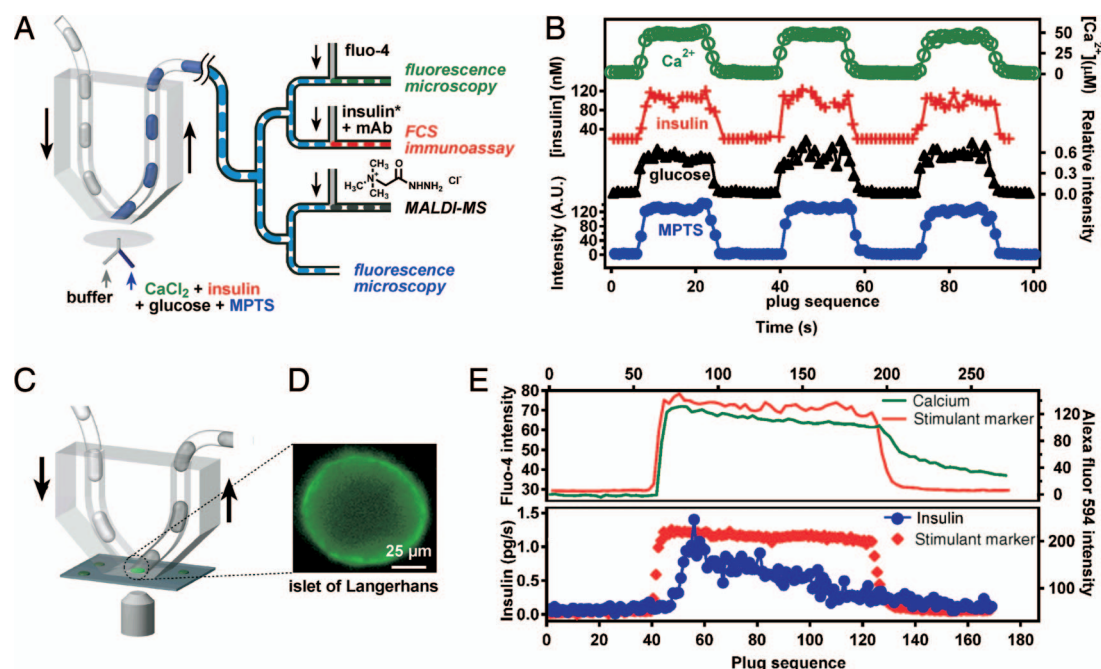 A
fluo-4
fluorescence
microscopy
insulin*
+ mAb
FCS
immunoassay
H₃C
N⁺
CH₃
CH₃
O
NHNH₂ Cl⁻
MALDI-MS
fluorescence
microscopy
buffer
CaCl₂ + insulin
+ glucose + MPTS
B
[insulin] (nM)
120
80
40
Intensity (A.U.)
120
80
40
0
Ca²⁺
insulin
glucose
MPTS
[Ca²⁺](μM)
50
25
0
Relative intensity
0.6
0.3
0.0
0 20 40 60 80 100
plug sequence
Time (s)
C
D
25 μm
islet of Langerhans
E
0 50 100 150 200 250
Fluo-4 intensity
80
70
60
50
40
30
Calcium
Stimulant marker
Alexa fluor 594 intensity
120
80
40
0
Insulin (pg/s)
1.5
1.0
0.5
0.0
Insulin
Stimulant marker
200
100
0 20 40 60 80 100 120 140 160 180
Plug sequence